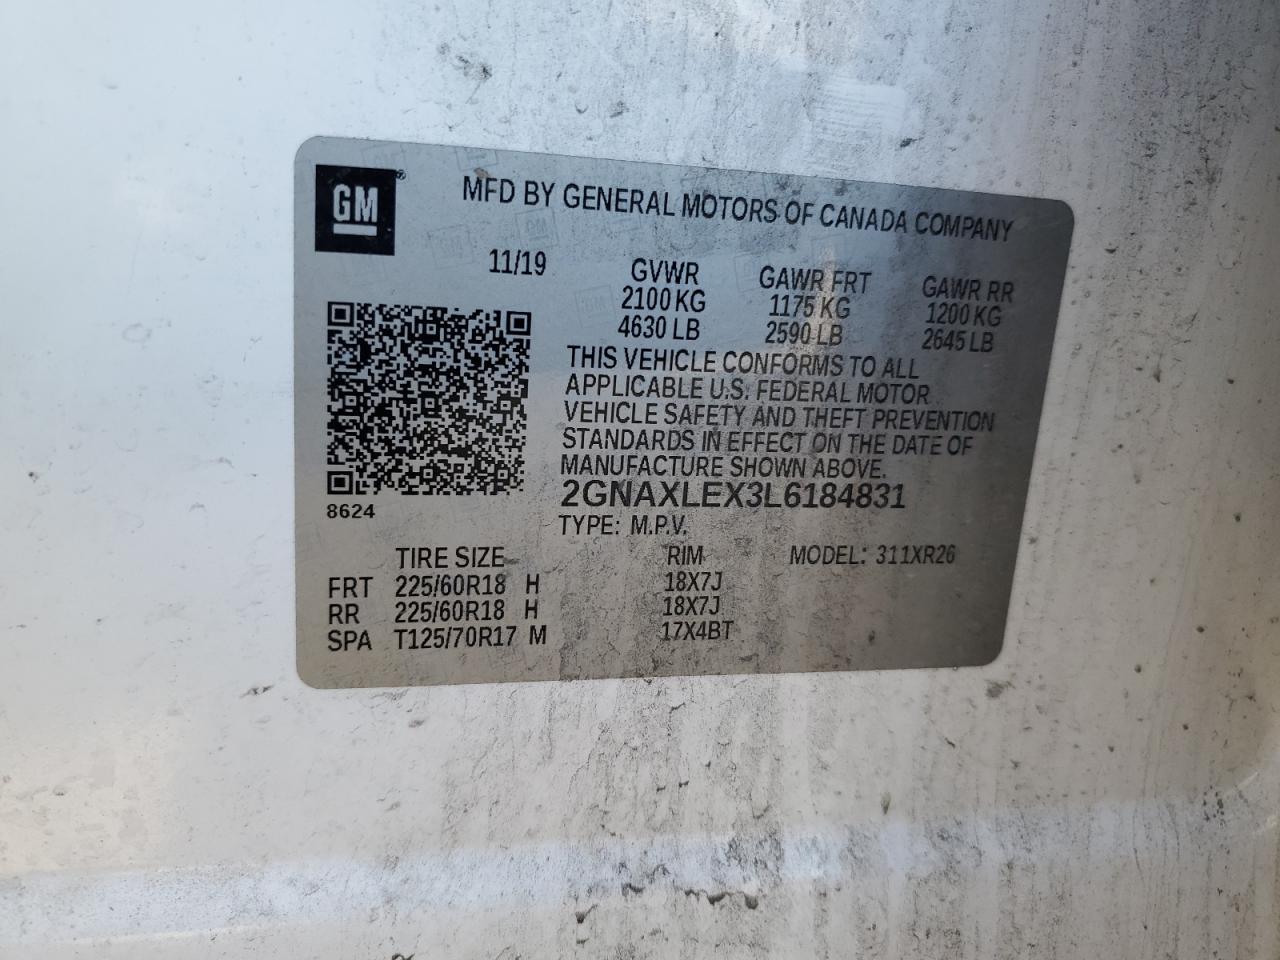 GM
MFD BY GENERAL MOTORS OF CANADA COMPANY
11/19 GVWR GAWR FRT GAWR RR
2100 KG 1175 KG 1200 KG
4630 LB 2590 LB 2645 LB
THIS VEHICLE CONFORMS TO ALL
APPLICABLE U.S. FEDERAL MOTOR
VEHICLE SAFETY AND THEFT PREVENTION
STANDARDS IN EFFECT ON THE DATE OF
MANUFACTURE SHOWN ABOVE.
2GNAXLEX3L6184831
8624
TYPE: M.P.V.
TIRE SIZE RIM MODEL: 311XR26
FRT 225/60R18 H 18X7J
RR 225/60R18 H 18X7J
SPA T125/70R17 M 17X4BT